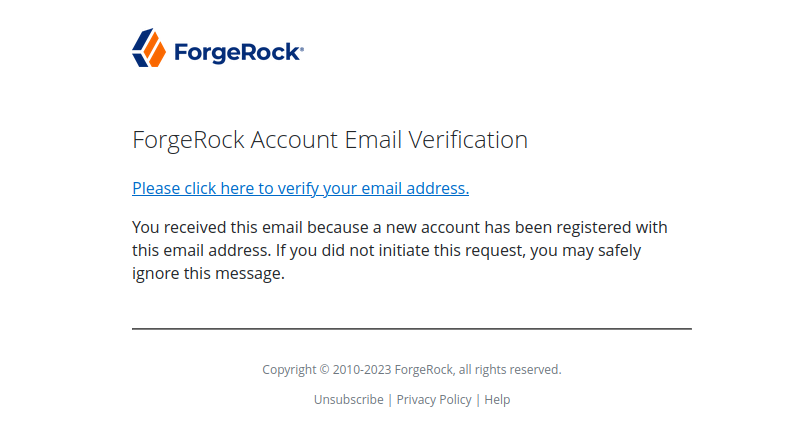 ForgeRock®
ForgeRock Account Email Verification
Please click here to verify your email address.
You received this email because a new account has been registered with
this email address. If you did not initiate this request, you may safely
ignore this message.
Copyright © 2010-2023 ForgeRock, all rights reserved.
Unsubscribe | Privacy Policy | Help